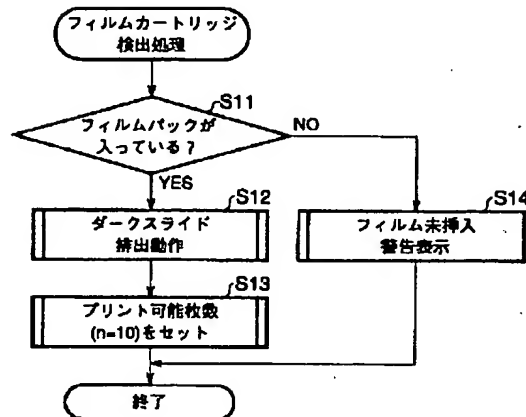 フィルムカートリッジ
検出処理
S11
フィルムパックが
入っている?
NO
YES
S12
ダークスライド
排出動作
S14
フィルム未挿入
警告表示
S13
プリント可能枚数
(n=10)をセット
終了